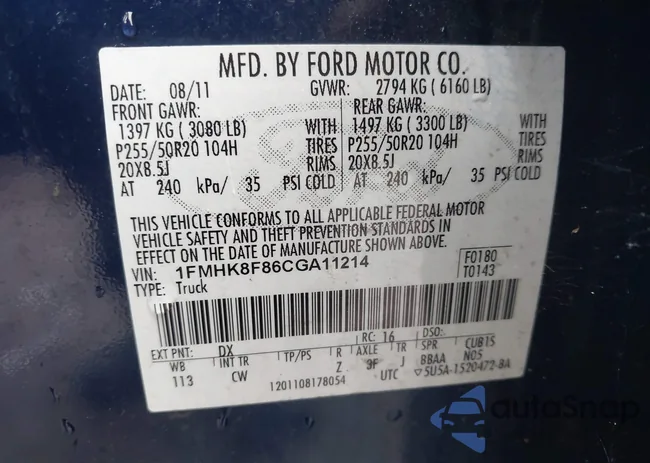 MFD. BY FORD MOTOR CO.
DATE: 08/11 GVWR: 2794 KG ( 6160 LB)
FRONT GAWR: REAR GAWR:
1397 KG ( 3080 LB) WITH 1497 KG ( 3300 LB) WITH
P255/50R20 104H TIRES P255/50R20 104H TIRES
20X8.5J RIMS 20X8.5J RIMS
AT 240 kPa/ 35 PSI COLD AT 240 kPa/ 35 PSI COLD
THIS VEHICLE CONFORMS TO ALL APPLICABLE FEDERAL MOTOR
VEHICLE SAFETY AND THEFT PREVENTION STANDARDS IN
EFFECT ON THE DATE OF MANUFACTURE SHOWN ABOVE.
VIN: 1FMHK8F86CGA11214 F0180
TYPE: Truck T0143
EXT PNT: DX RC: 16 DSO:
WB INT TR TP/PS R AXLE TR SPR CUB1S
113 CW Z 3F J BBAA N05
1201108178054 UTC 5U5A-1520472-BA
Ford
autoSnap